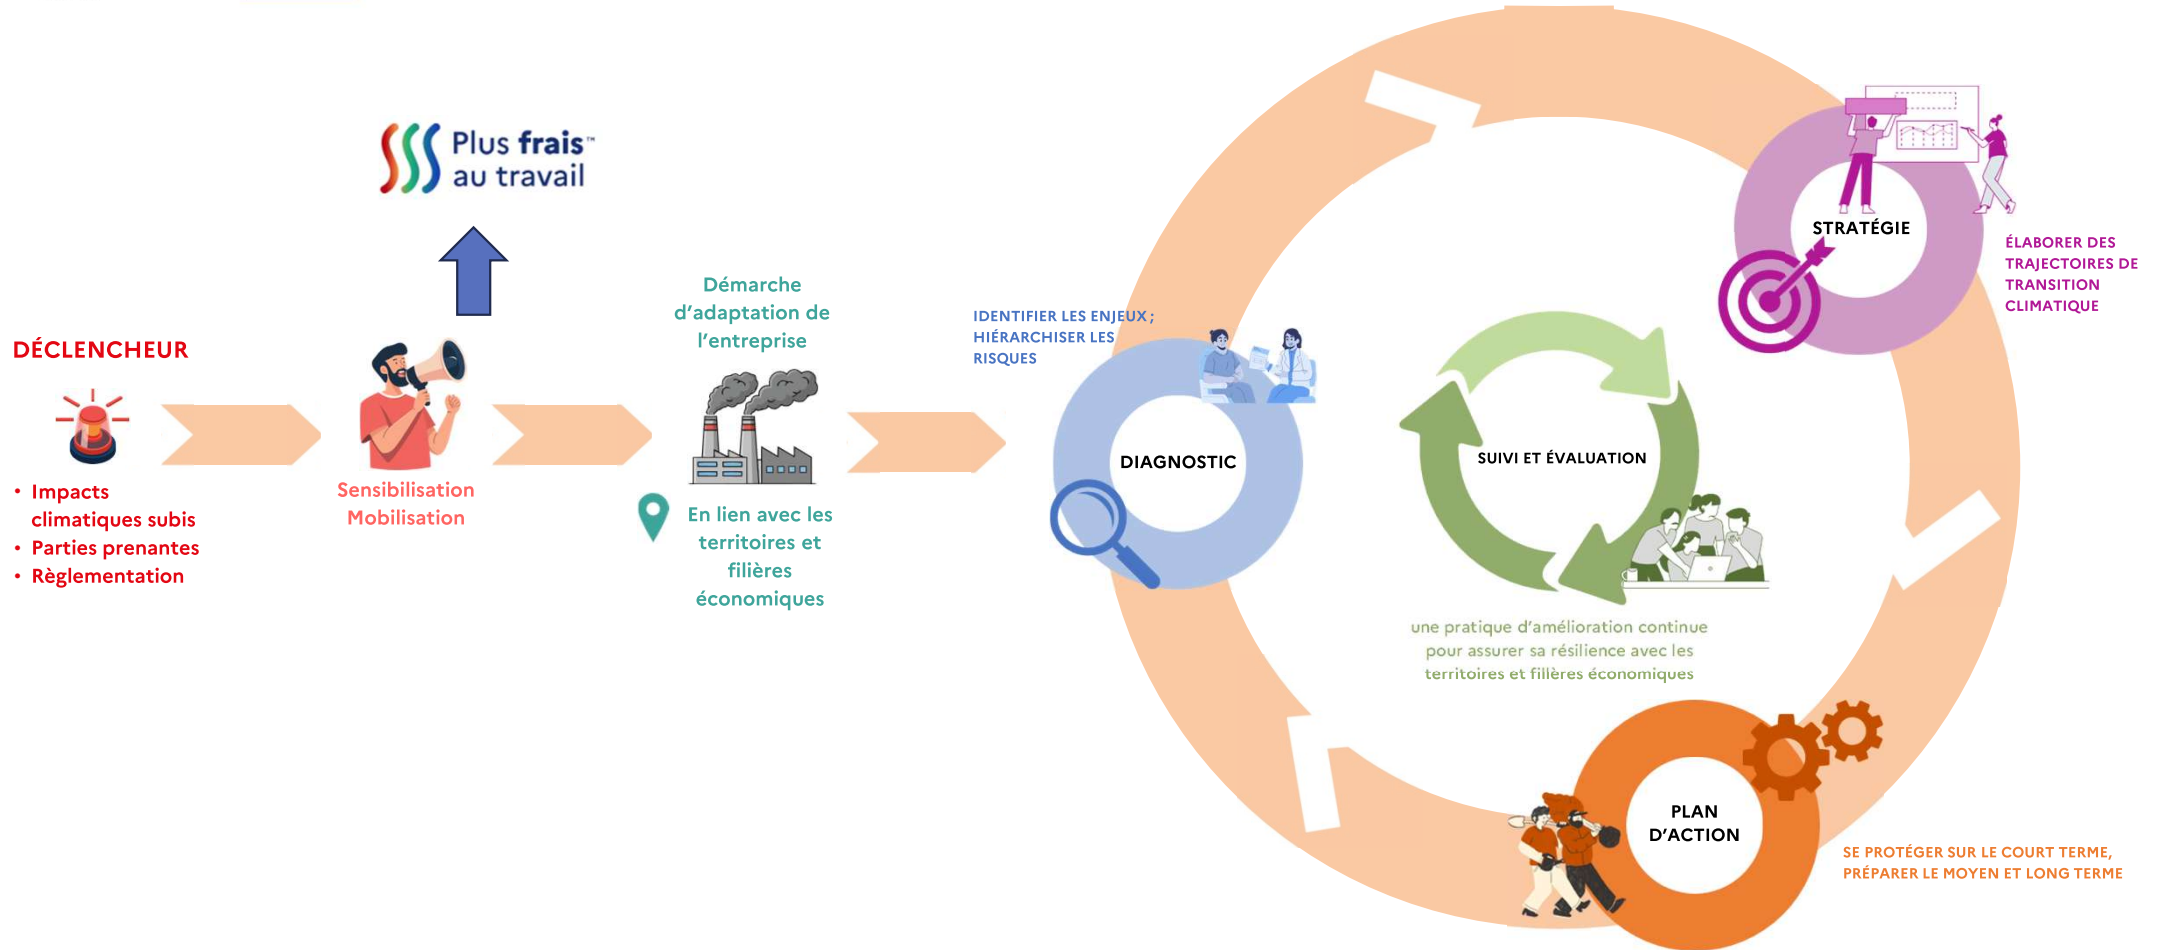 Plus frais™
au travail
DÉCLENCHEUR
• Impacts
climatiques subis
• Parties prenantes
• Règlementation
Sensibilisation
Mobilisation
Démarche
d'adaptation de
l'entreprise
En lien avec les
territoires et
filières
économiques
IDENTIFIER LES ENJEUX ;
HIÉRARCHISER LES
RISQUES
DIAGNOSTIC
STRATÉGIE
ÉLABORER DES
TRAJECTOIRES DE
TRANSITION
CLIMATIQUE
SUIVI ET ÉVALUATION
une pratique d'amélioration continue
pour assurer sa résilience avec les
territoires et fillères économiques
PLAN
D'ACTION
SE PROTÉGER SUR LE COURT TERME,
PRÉPARER LE MOYEN ET LONG TERME